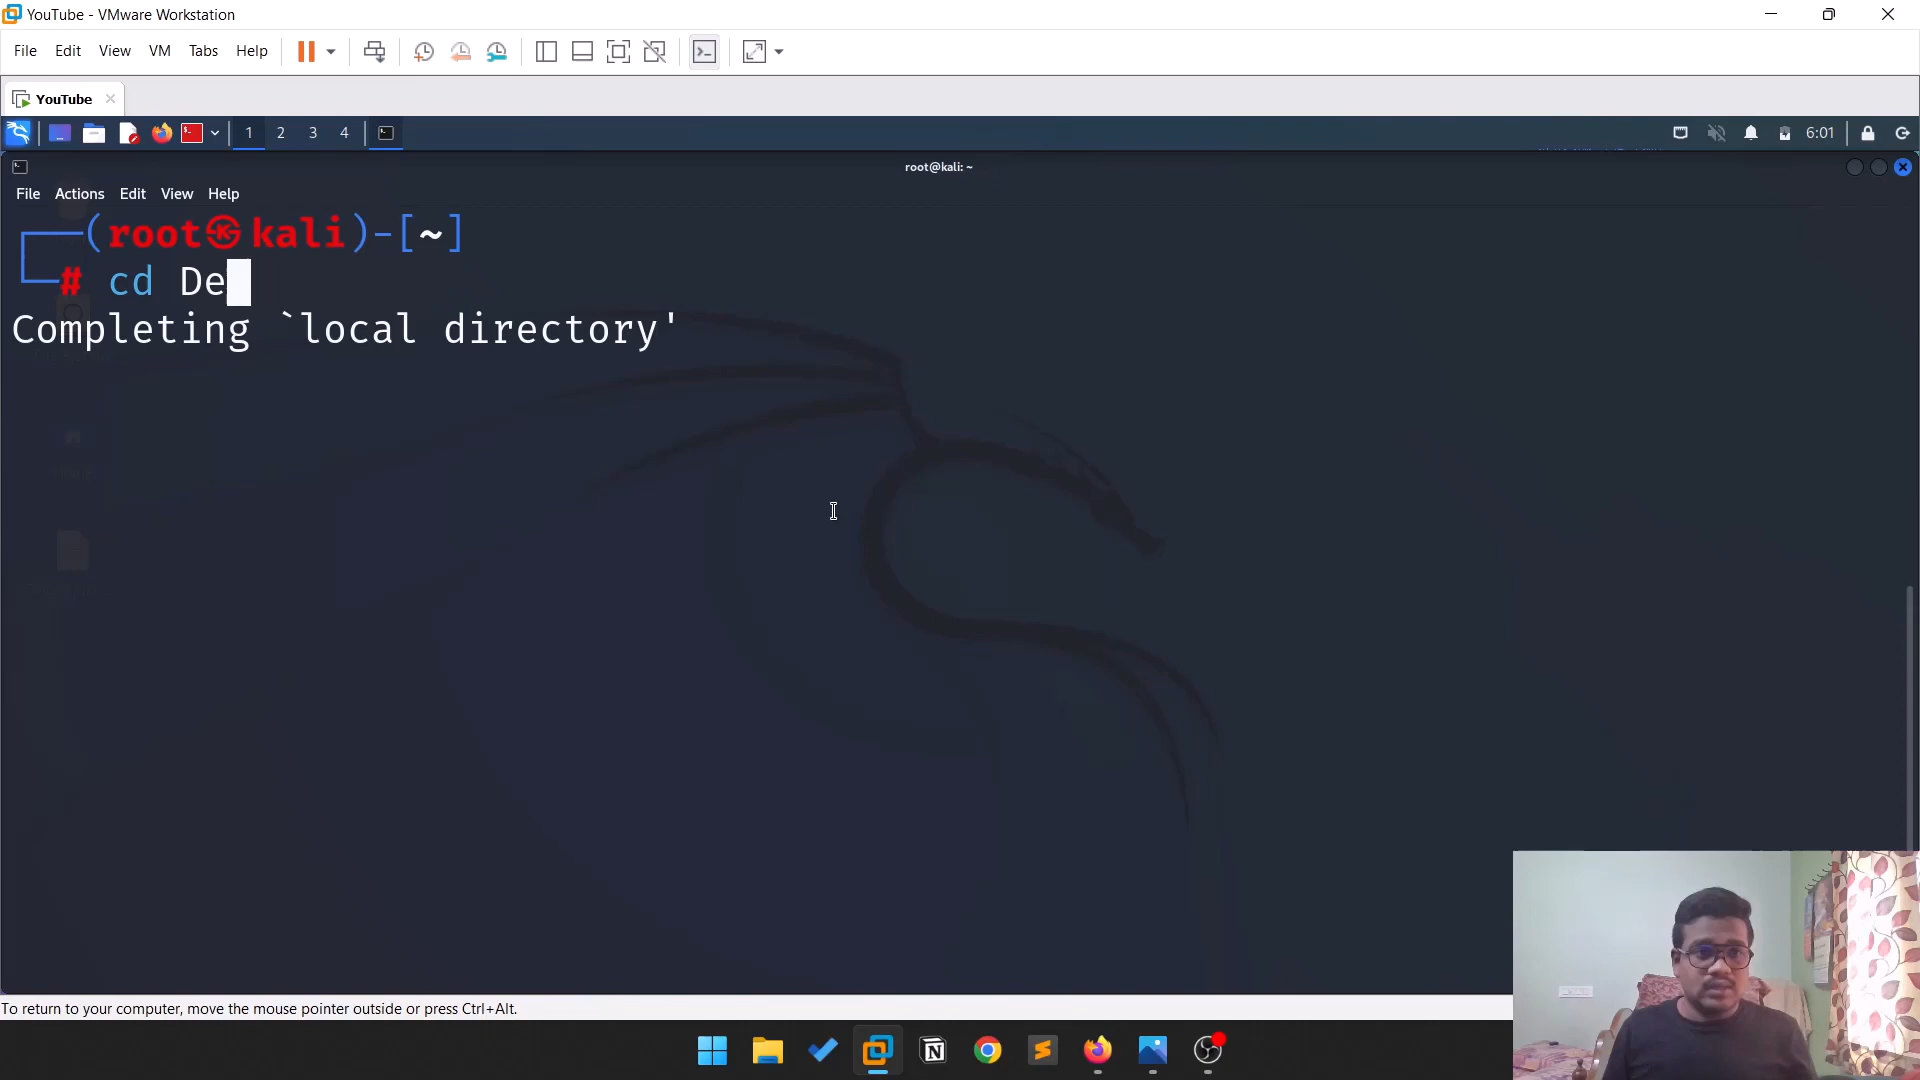 YouTube - VMware Workstation
File Edit View VM Tabs Help
YouTube
1 2 3 4 6:01
root@kali: ~
File Actions Edit View Help
(root㉿kali)-[~]
# cd De
Completing `local directory'
To return to your computer, move the mouse pointer outside or press Ctrl+Alt.